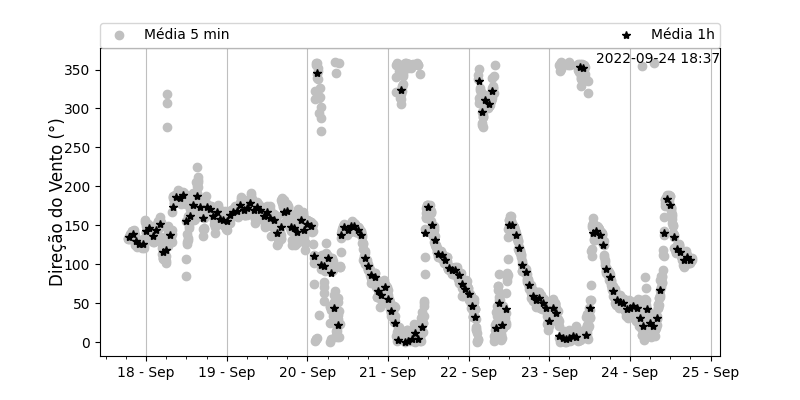 Média 5 min
Média 1h
2022-09-24 18:37
Direção do Vento (°)
350
300
250
200
150
100
50
0
18 - Sep
19 - Sep
20 - Sep
21 - Sep
22 - Sep
23 - Sep
24 - Sep
25 - Sep